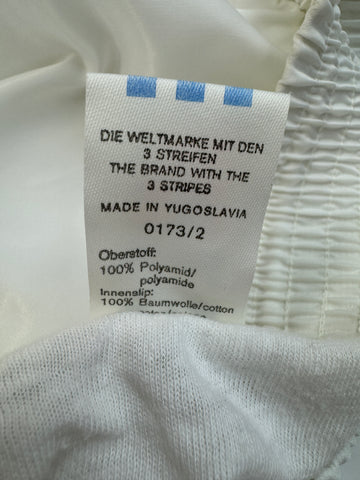 DIE WELTMARKE MIT DEN
3 STREIFEN
THE BRAND WITH THE
3 STRIPES
MADE IN YUGOSLAVIA
0173/2
Oberstoff:
100% Polyamid/
polyamide
Innenslip:
100% Baumwolle/cotton